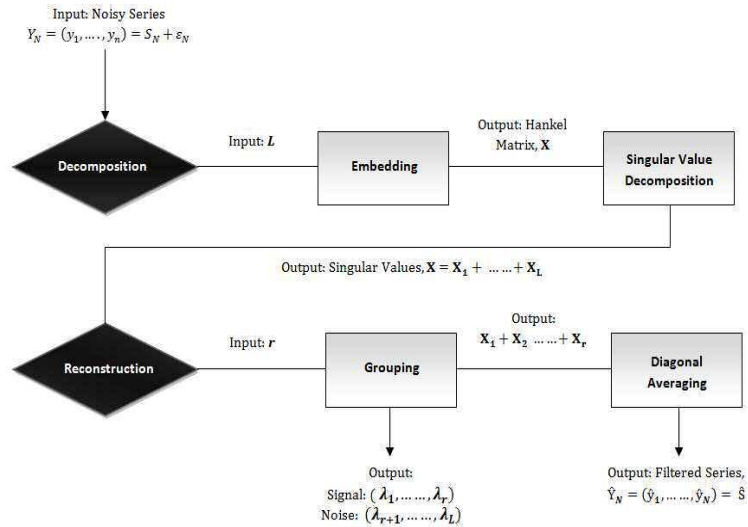 Input: Noisy Series
Y_N = (y_1, …., y_n) = S_N + ε_N
Decomposition
Input: L
Embedding
Output: Hankel
Matrix, X
Singular Value
Decomposition
Output: Singular Values, X = X_1 + … … + X_L
Reconstruction
Input: r
Grouping
Output:
X_1 + X_2 … … + X_r
Diagonal
Averaging
Output:
Signal: (λ_1, … … , λ_r)
Noise: (λ_{r+1}, … … , λ_L)
Output: Filtered Series,
Ŷ_N = (ŷ_1, … … , ŷ_N) = Ŝ